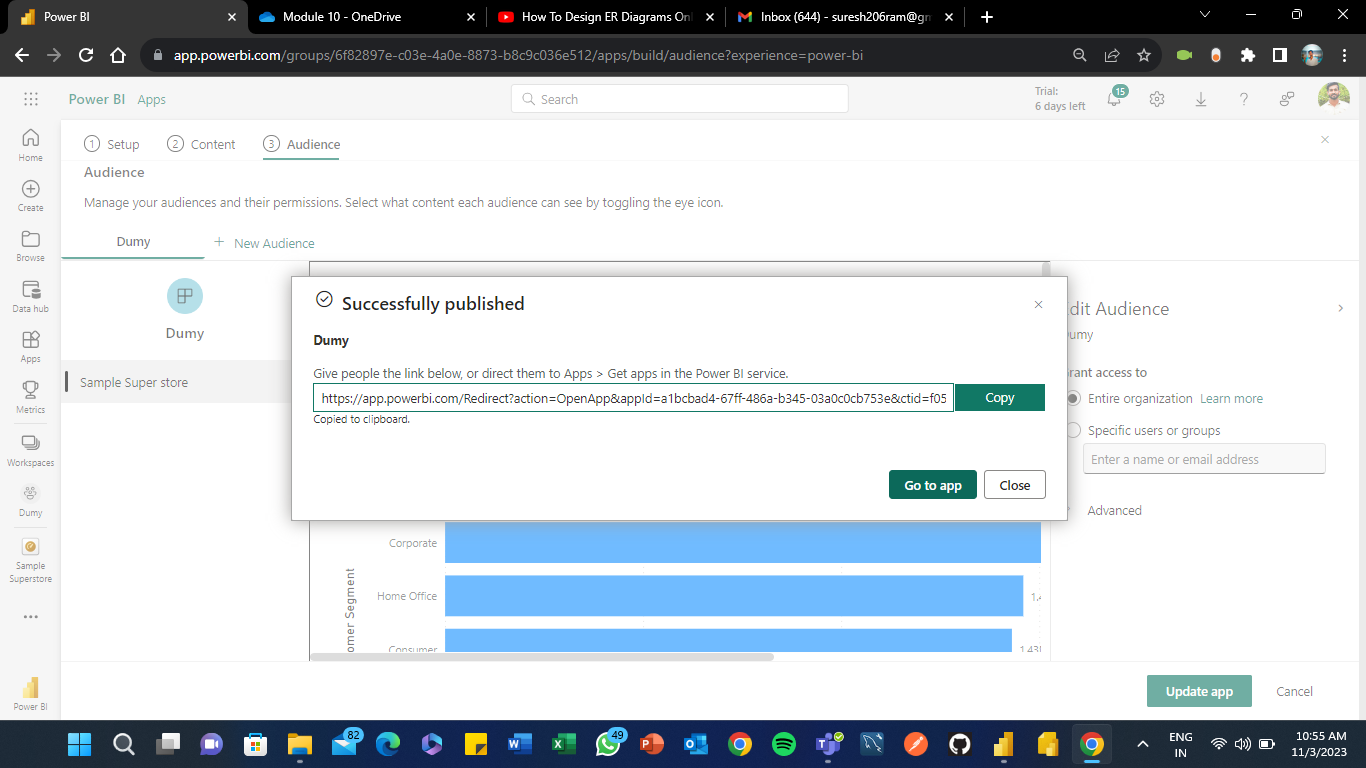 Power BI
Module 10 - OneDrive
How To Design ER Diagrams Onl
Inbox (644) - suresh206ram@gm
app.powerbi.com/groups/6f82897e-c03e-4a0e-8873-b8c9c036e512/apps/build/audience?experience=power-bi
Power BI Apps
Search
Trial:
6 days left
15
1 Setup
2 Content
3 Audience
Home
Create
Browse
Data hub
Apps
Metrics
Workspaces
Dumy
Sample
Superstore
Power BI
Audience
Manage your audiences and their permissions. Select what content each audience can see by toggling the eye icon.
Dumy
+ New Audience
Dumy
Sample Super store
Successfully published
Dumy
Give people the link below, or direct them to Apps > Get apps in the Power BI service.
https://app.powerbi.com/Redirect?action=OpenApp&appId=a1bcbad4-67ff-486a-b345-03a0c0cb753e&ctid=f05
Copy
Copied to clipboard.
Go to app
Close
dit Audience
umy
rant access to
Entire organization Learn more
Specific users or groups
Enter a name or email address
Advanced
omer Segment
Corporate
Home Office
1,4
Consumer
1,43
Update app
Cancel
82
49
ENG
IN
10:55 AM
11/3/2023